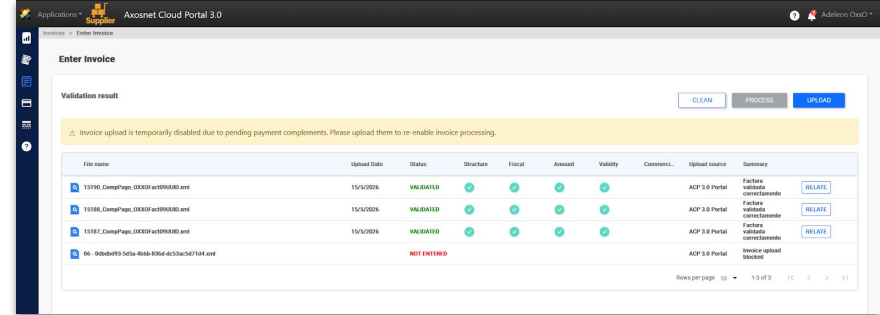 Applications
Supplier
Axosnet Cloud Portal 3.0
Adeleon OxxO
Invoices
Enter Invoice
Enter Invoice
Validation result
CLEAN
PROCESS
UPLOAD
Invoice upload is temporarily disabled due to pending payment complements. Please upload them to re-enable invoice processing.
File name Upload Date Status Structure Fiscal Amount Validity Commerci... Upload source Summary
15190_CompPago_OXXOFact09UUID.xml 15/5/2026 VALIDATED ACP 3.0 Portal Factura validada correctamente RELATE
15188_CompPago_OXXOFact09UUID.xml 15/5/2026 VALIDATED ACP 3.0 Portal Factura validada correctamente RELATE
15187_CompPago_OXXOFact09UUID.xml 15/5/2026 VALIDATED ACP 3.0 Portal Factura validada correctamente RELATE
06 - 0dbdbd93-5d5a-4b6b-836d-dc53ac5d71d4.xml NOT ENTERED ACP 3.0 Portal Invoice upload blocked
Rows per page 10 1-3 of 3